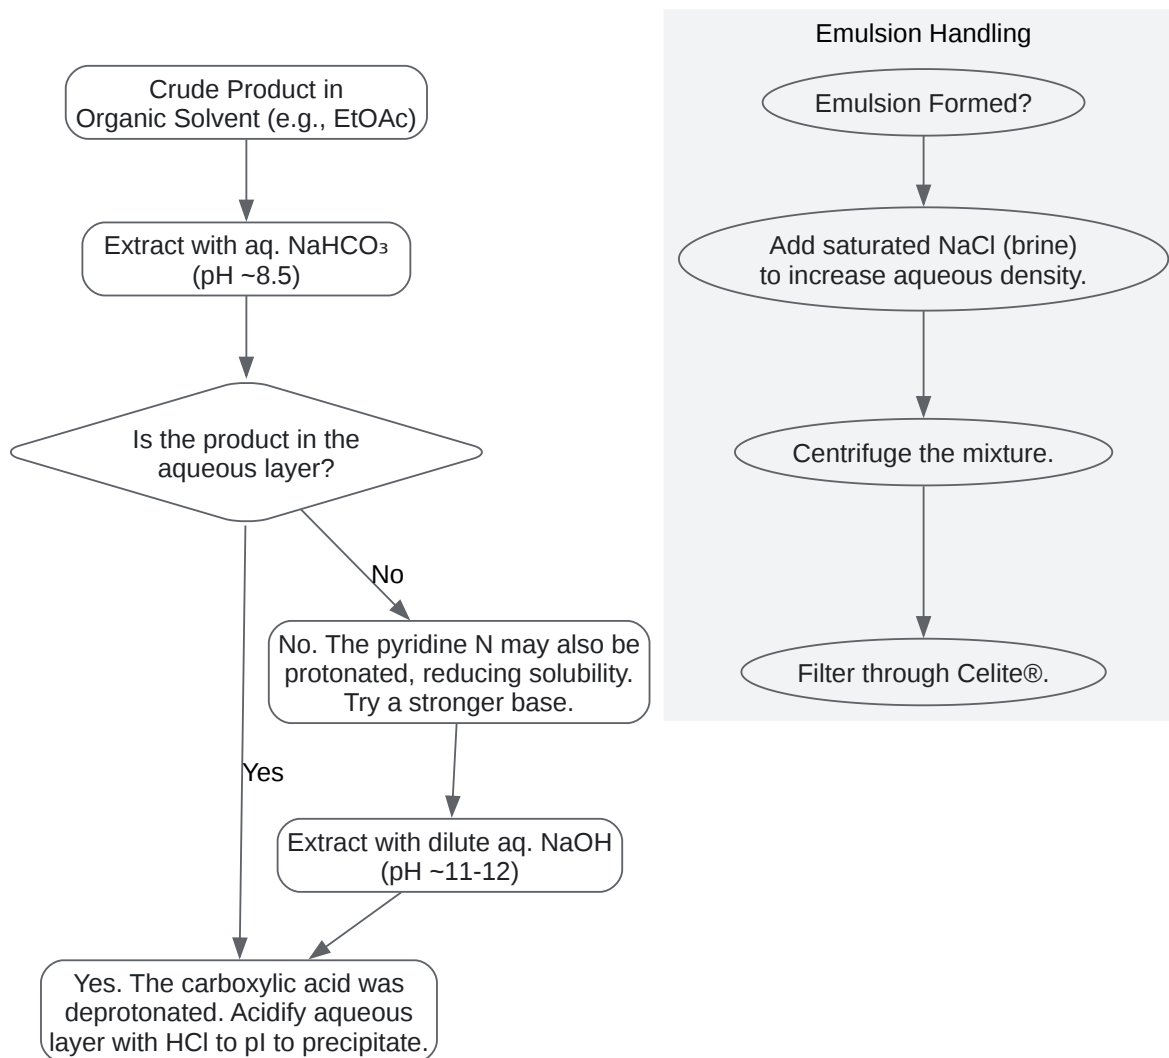 Crude Product in
Organic Solvent (e.g., EtOAc)
Extract with aq. NaHCO₃
(pH ~8.5)
Is the product in the
aqueous layer?
No
No. The pyridine N may also be
protonated, reducing solubility.
Try a stronger base.
Yes
Extract with dilute aq. NaOH
(pH ~11-12)
Yes. The carboxylic acid was
deprotonated. Acidify aqueous
layer with HCl to pI to precipitate.
Emulsion Handling
Emulsion Formed?
Add saturated NaCl (brine)
to increase aqueous density.
Centrifuge the mixture.
Filter through Celite®.